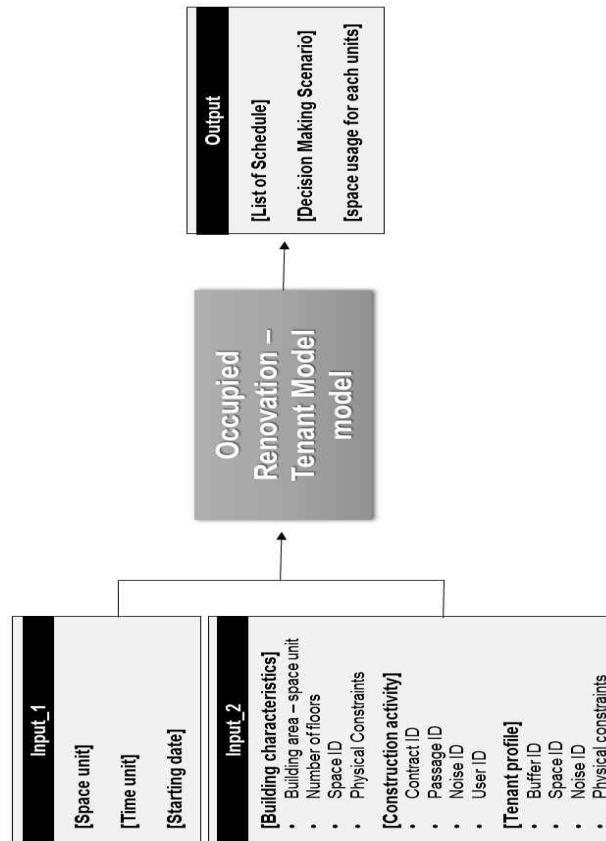 Input_1
[Space unit]
[Time unit]
[Starting date]
Input_2
[Building characteristics]
• Building area – space unit
• Number of floors
• Space ID
• Physical Constraints
[Construction activity]
• Contract ID
• Passage ID
• Noise ID
• User ID
[Tenant profile]
• Buffer ID
• Space ID
• Noise ID
• Physical constraints
Occupied
Renovation –
Tenant Model
model
Output
[List of Schedule]
[Decision Making Scenario]
[space usage for each units]